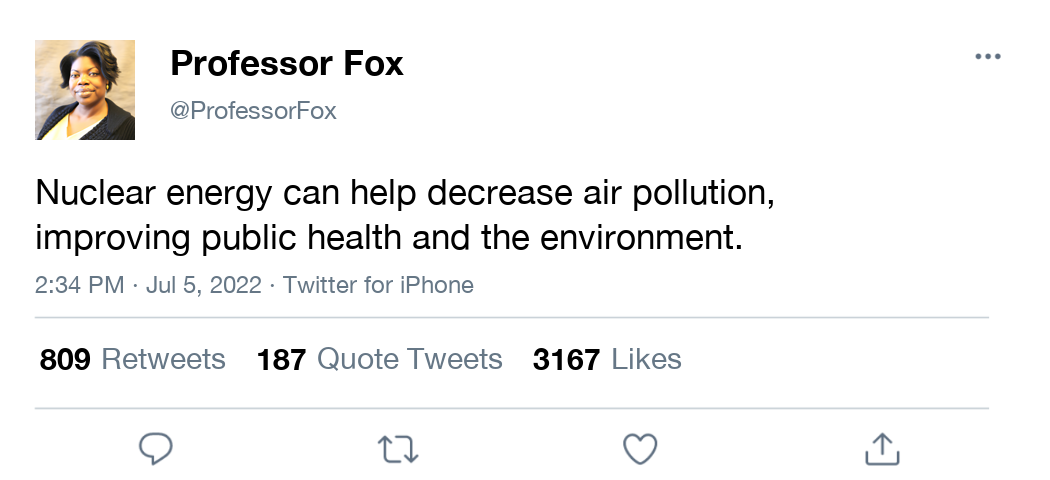 Professor Fox
@ProfessorFox
Nuclear energy can help decrease air pollution,
improving public health and the environment.
2:34 PM · Jul 5, 2022 · Twitter for iPhone
809 Retweets 187 Quote Tweets 3167 Likes